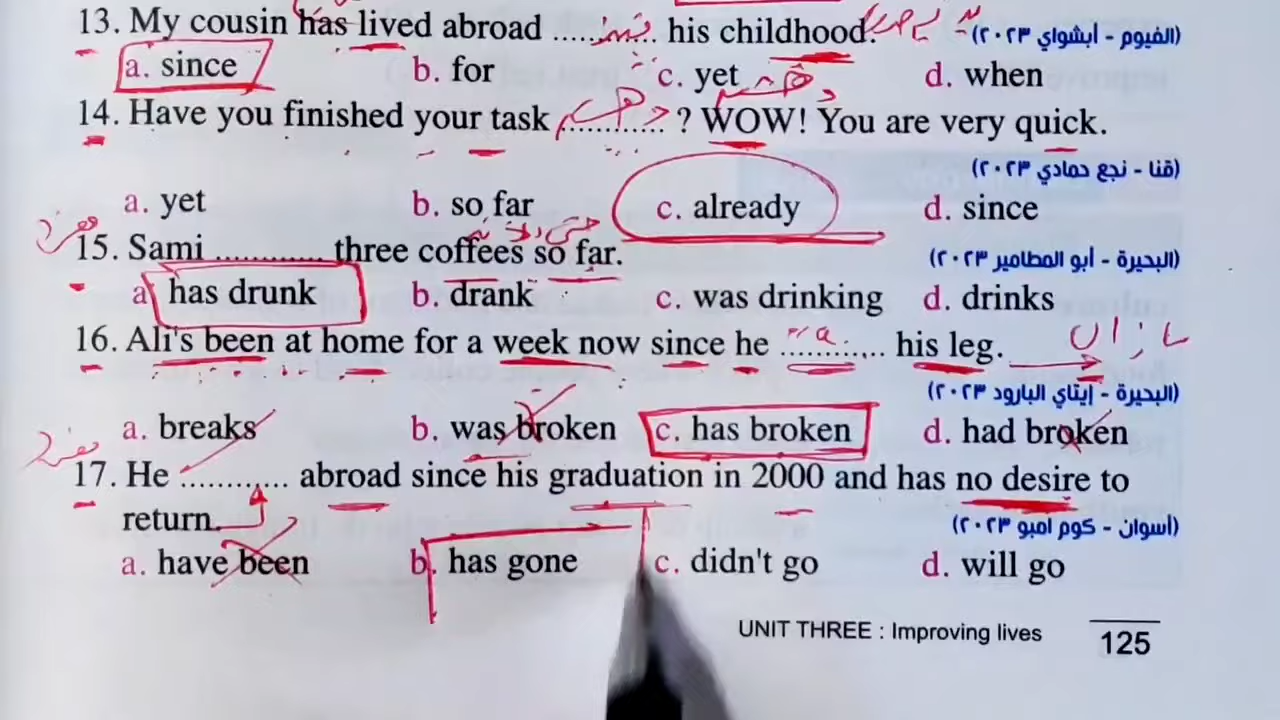 13. My cousin has lived abroad ............ his childhood. (الفيوم - أبشواي ٢٠٢٣)
a. since b. for c. yet d. when
14. Have you finished your task ............ ? WOW! You are very quick.
(قنا - نجع حمادي ٢٠٢٣)
a. yet b. so far c. already d. since
15. Sami ............ three coffees so far. (البحيرة - أبو المطامير ٢٠٢٣)
a. has drunk b. drank c. was drinking d. drinks
16. Ali's been at home for a week now since he ............ his leg.
(البحيرة - إيتاي البارود ٢٠٢٣)
a. breaks b. was broken c. has broken d. had broken
17. He ............ abroad since his graduation in 2000 and has no desire to
return. (أسوان - كوم امبو ٢٠٢٣)
a. have been b. has gone c. didn't go d. will go
UNIT THREE : Improving lives 125